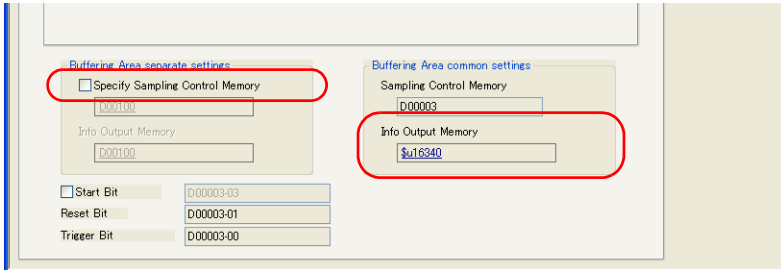 Buffering Area separate settings
Specify Sampling Control Memory
D00100
Info Output Memory
D00100
Buffering Area common settings
Sampling Control Memory
D00003
Info Output Memory
$u16340
Start Bit
D00003-03
Reset Bit
D00003-01
Trigger Bit
D00003-00